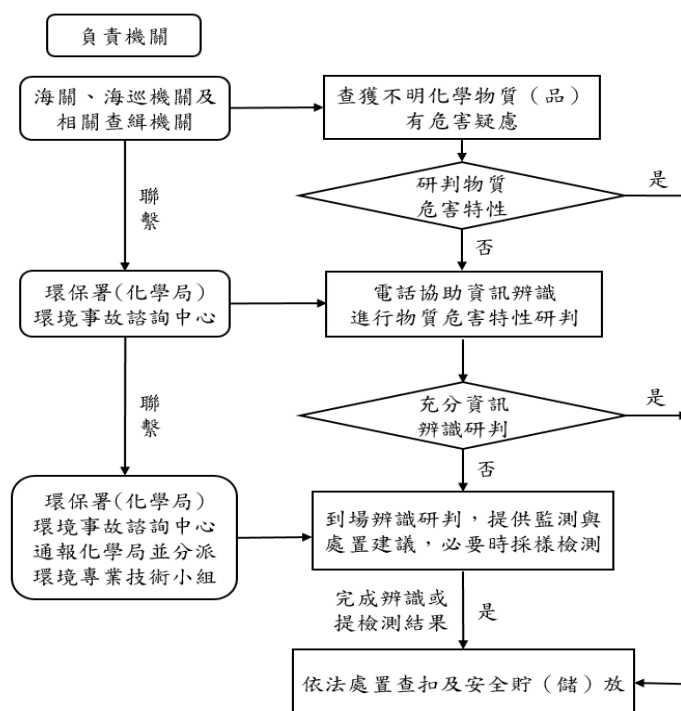 負責機關
海關、海巡機關及
相關查緝機關
查獲不明化學物質（品）
有危害疑慮
聯
繫
研判物質
危害特性
是
否
環保署(化學局)
環境事故諮詢中心
電話協助資訊辨識
進行物質危害特性研判
聯
繫
充分資訊
辨識研判
是
否
環保署(化學局)
環境事故諮詢中心
通報化學局並分派
環境專業技術小組
到場辨識研判，提供監測與
處置建議，必要時採樣檢測
完成辨識或
提檢測結果
是
依法處置查扣及安全貯（儲）放